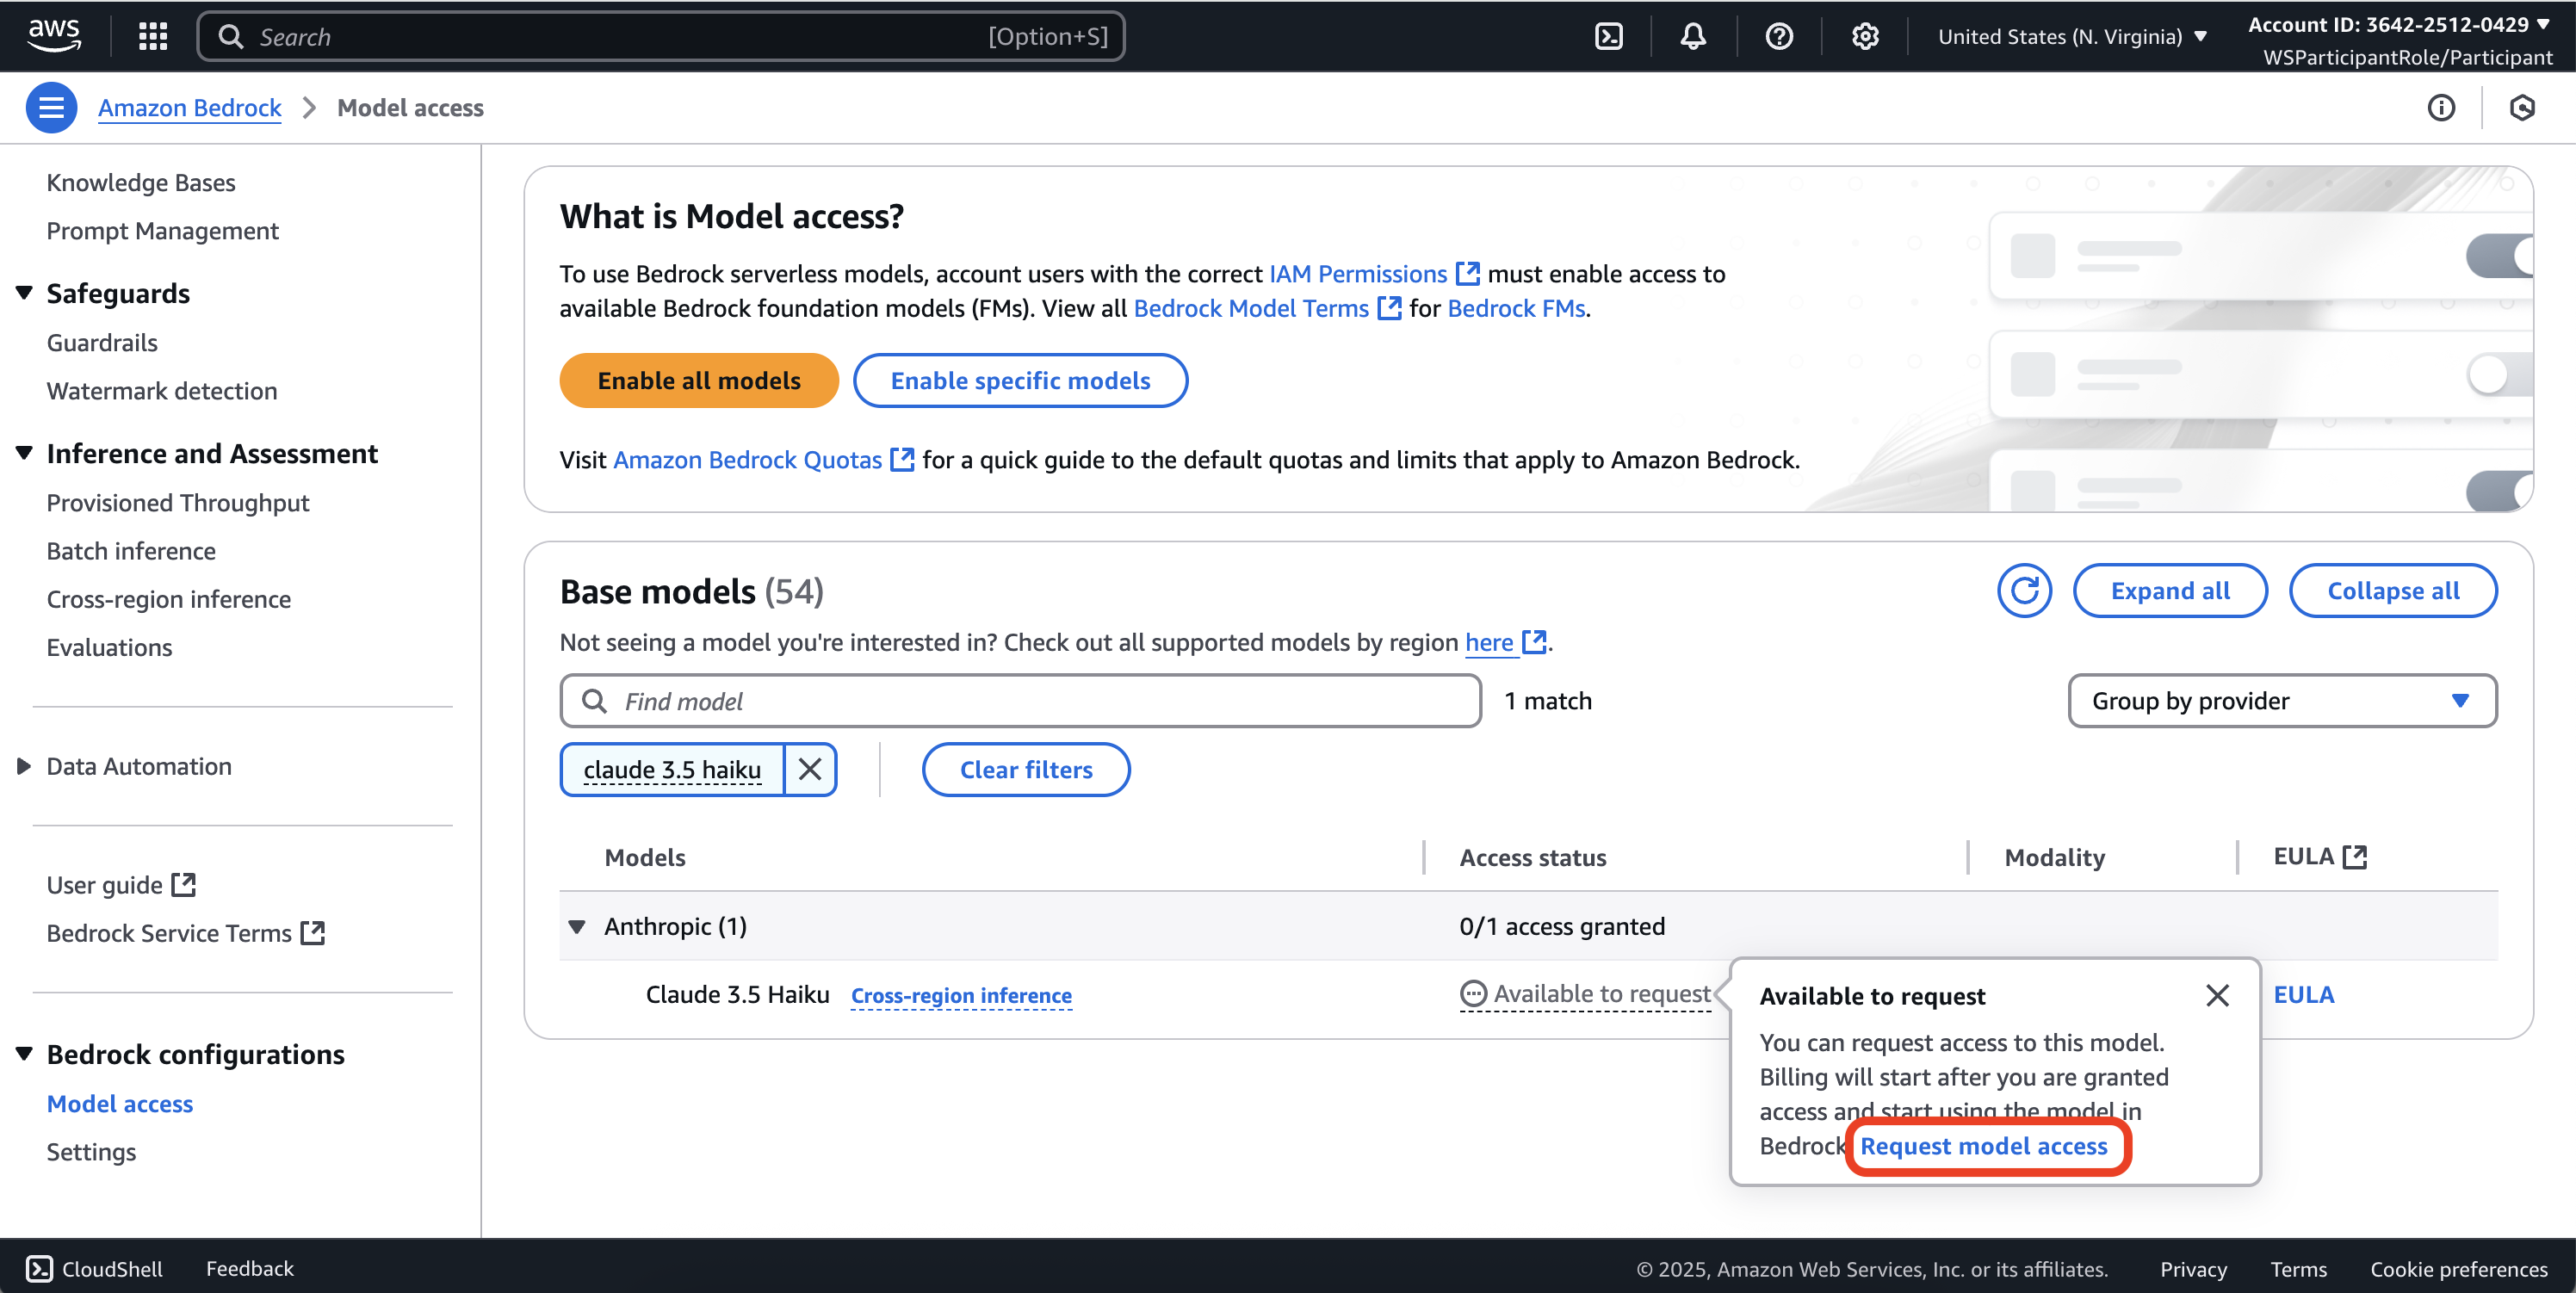 aws
Search
[Option+S]
United States (N. Virginia)
Account ID: 3642-2512-0429
WSParticipantRole/Participant
Amazon Bedrock
Model access
Knowledge Bases
Prompt Management
Safeguards
Guardrails
Watermark detection
Inference and Assessment
Provisioned Throughput
Batch inference
Cross-region inference
Evaluations
Data Automation
User guide
Bedrock Service Terms
Bedrock configurations
Model access
Settings
What is Model access?
To use Bedrock serverless models, account users with the correct IAM Permissions must enable access to
available Bedrock foundation models (FMs). View all Bedrock Model Terms for Bedrock FMs.
Enable all models
Enable specific models
Visit Amazon Bedrock Quotas for a quick guide to the default quotas and limits that apply to Amazon Bedrock.
Base models (54)
Expand all
Collapse all
Not seeing a model you're interested in? Check out all supported models by region here.
Find model
1 match
Group by provider
claude 3.5 haiku
Clear filters
Models
Access status
Modality
EULA
Anthropic (1)
0/1 access granted
Claude 3.5 Haiku
Cross-region inference
Available to request
EULA
Available to request
You can request access to this model.
Billing will start after you are granted
access and start using the model in
Bedrock Request model access
CloudShell
Feedback
© 2025, Amazon Web Services, Inc. or its affiliates.
Privacy
Terms
Cookie preferences